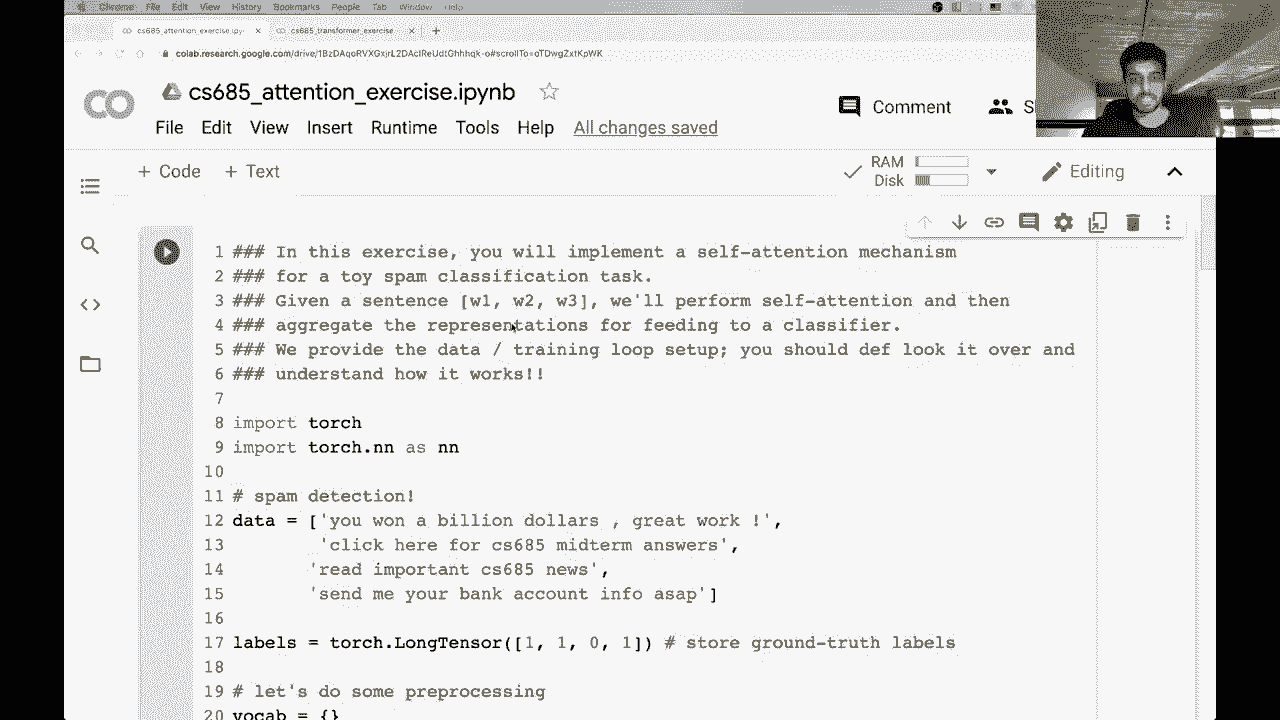 Chrome File Edit View History Bookmarks People Tab Window Help
cs685_attention_exercise.ipy
cs685_transformer_exercise
CO
cs685_attention_exercise.ipynb
Comment
S
File Edit View Insert Runtime Tools Help All changes saved
+ Code + Text
RAM
Disk
Editing
1 ### In this exercise, you will implement a self-attention mechanism
2 ### for a toy spam classification task.
3 ### Given a sentence [w1, w2, w3], we'll perform self-attention and then
4 ### aggregate the representations for feeding to a classifier.
5 ### We provide the data / training loop setup; you should def look it over and
6 ### understand how it works!!
7
8 import torch
9 import torch.nn as nn
10
11 # spam detection!
12 data = ['you won a billion dollars , great work !',
13 'click here for cs685 midterm answers',
14 'read important cs685 news',
15 'send me your bank account info asap']
16
17 labels = torch.LongTensor([1, 1, 0, 1]) # store ground-truth labels
18
19 # let's do some preprocessing
20 vocab = {}